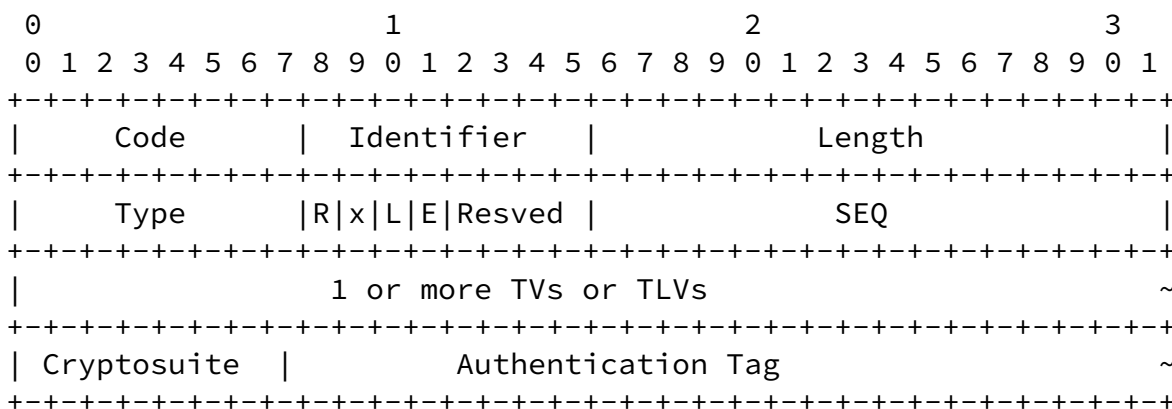 0                   1                   2                   3
 0 1 2 3 4 5 6 7 8 9 0 1 2 3 4 5 6 7 8 9 0 1 2 3 4 5 6 7 8 9 0 1
+-+-+-+-+-+-+-+-+-+-+-+-+-+-+-+-+-+-+-+-+-+-+-+-+-+-+-+-+-+-+-+-+
|     Code      |  Identifier   |            Length             |
+-+-+-+-+-+-+-+-+-+-+-+-+-+-+-+-+-+-+-+-+-+-+-+-+-+-+-+-+-+-+-+-+
|     Type      |R|x|L|E|Resved |             SEQ               |
+-+-+-+-+-+-+-+-+-+-+-+-+-+-+-+-+-+-+-+-+-+-+-+-+-+-+-+-+-+-+-+-+
|                 1 or more TVs or TLVs                         ~
+-+-+-+-+-+-+-+-+-+-+-+-+-+-+-+-+-+-+-+-+-+-+-+-+-+-+-+-+-+-+-+-+
| Cryptosuite  |         Authentication Tag                     ~
+-+-+-+-+-+-+-+-+-+-+-+-+-+-+-+-+-+-+-+-+-+-+-+-+-+-+-+-+-+-+-+-+